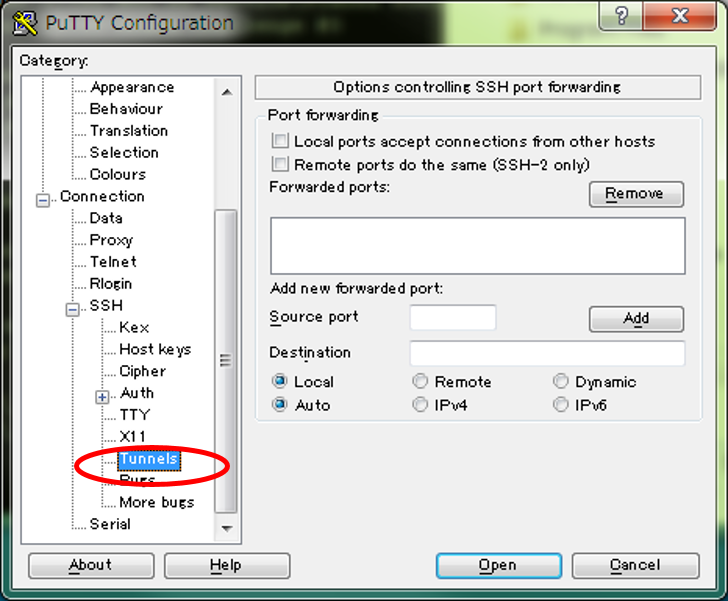 PuTTY Configuration
Category:
Appearance
Behaviour
Translation
Selection
Colours
Connection
Data
Proxy
Telnet
Rlogin
SSH
Kex
Host keys
Cipher
Auth
TTY
X11
Tunnels
Bugs
More bugs
Serial
Options controlling SSH port forwarding
Port forwarding
Local ports accept connections from other hosts
Remote ports do the same (SSH-2 only)
Forwarded ports:
Remove
Add new forwarded port:
Source port
Add
Destination
Local Remote Dynamic
Auto IPv4 IPv6
About Help Open Cancel